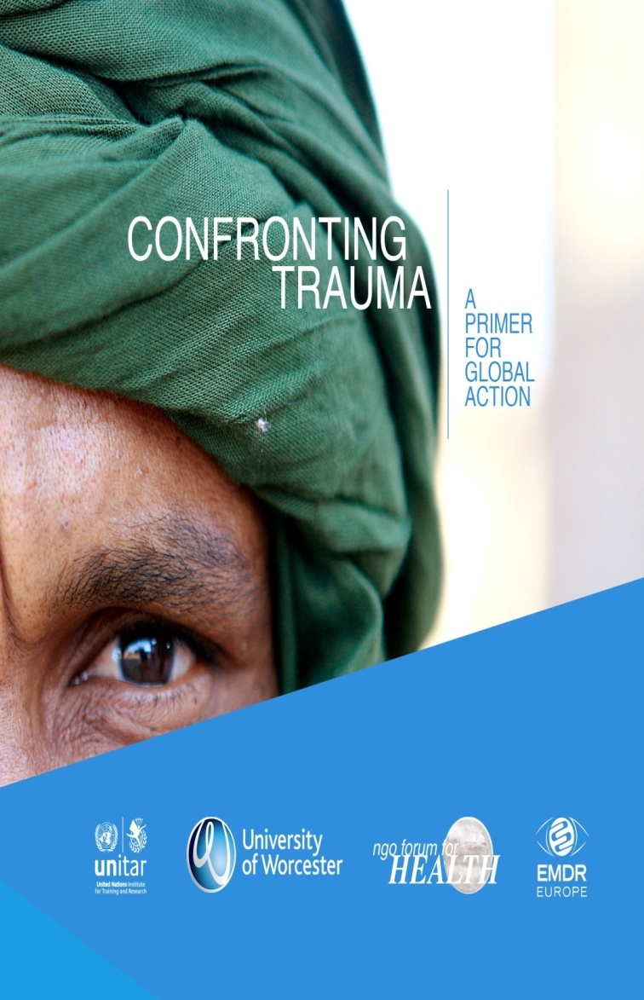 CONFRONTING
TRAUMA
A
PRIMER
FOR
GLOBAL
ACTION
unitar
United Nations Institute
for Training and Research
University
of Worcester
ngo forum for
HEALTH
EMDR
EUROPE